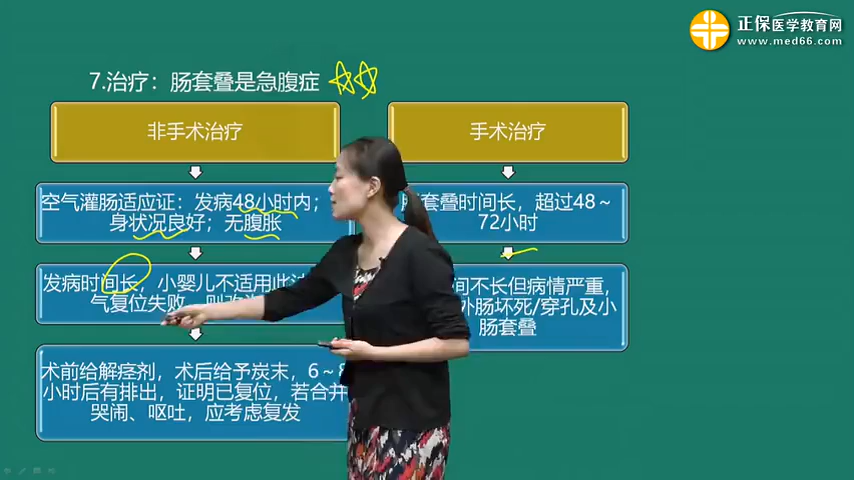 正保医学教育网
www.med66.com
7.治疗：肠套叠是急腹症
非手术治疗
手术治疗
空气灌肠适应证：发病48小时内；
身状况良好；无腹胀
套叠时间长，超过48～
72小时
发病时间长，小婴儿不适用此
气复位失败，则改
间不长但病情严重，
外肠坏死/穿孔及小
肠套叠
术前给解痉剂，术后给予炭末，6～8
小时后有排出，证明已复位，若合并
哭闹、呕吐，应考虑复发